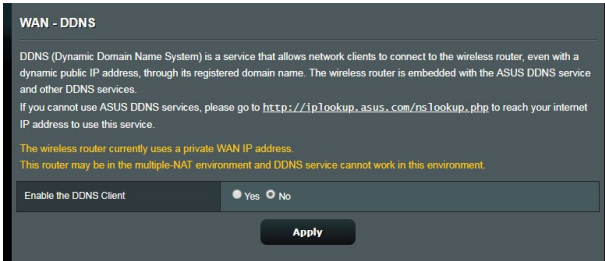 WAN - DDNS
DDNS (Dynamic Domain Name System) is a service that allows network clients to connect to the wireless router, even with a
dynamic public IP address, through its registered domain name. The wireless router is embedded with the ASUS DDNS service
and other DDNS services.
If you cannot use ASUS DDNS services, please go to http://iplookup.asus.com/nslookup.php to reach your internet
IP address to use this service.
The wireless router currently uses a private WAN IP address.
This router may be in the multiple-NAT environment and DDNS service cannot work in this environment.
Enable the DDNS Client Yes No
Apply